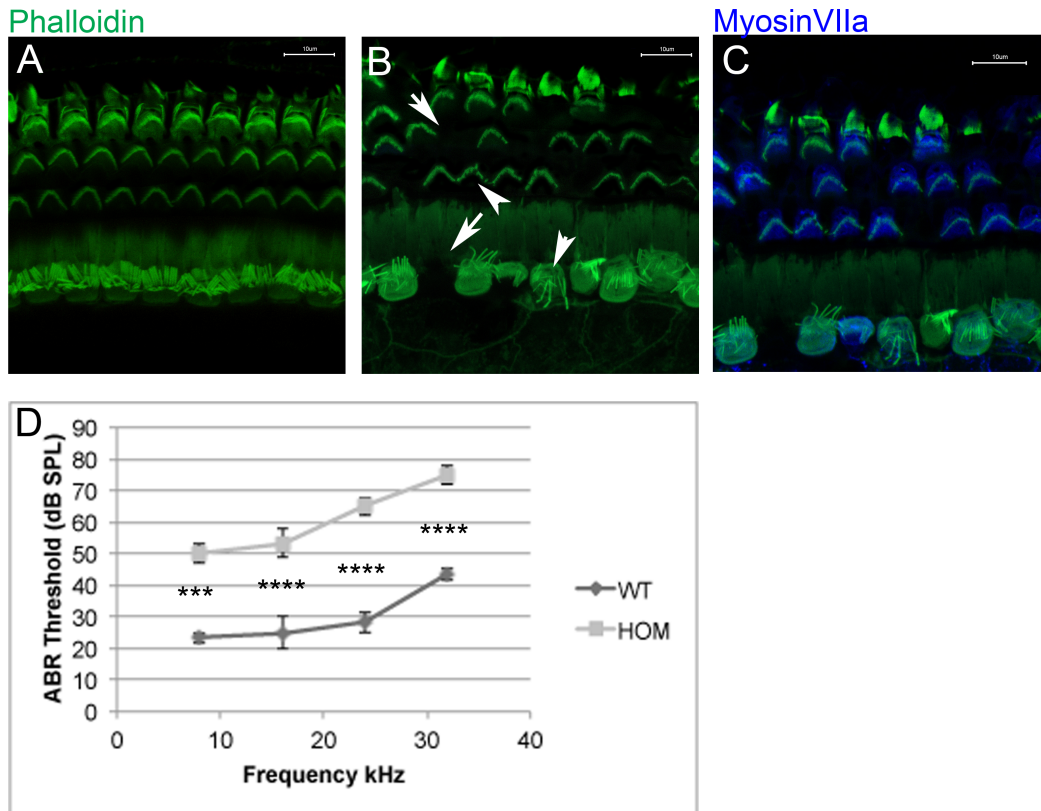 Phalloidin
MyosinVIIa
A
10um
B
10um
C
10um
D
ABR Threshold (dB SPL)
90
80
70
60
50
40
30
20
10
0
***
****
****
****
WT
HOM
0
10
20
30
40
Frequency kHz